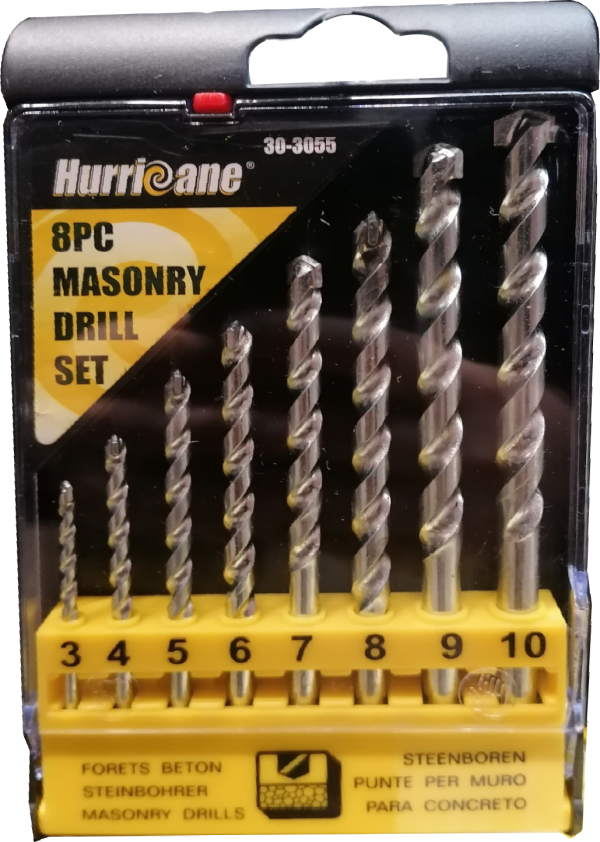 30-3055
Hurricane®
8PC
MASONRY
DRILL
SET
3 4 5 6 7 8 9 10
FORETS BETON
STEINBOHRER
MASONRY DRILLS
STEENBOREN
PUNTE PER MURO
PARA CONCRETO